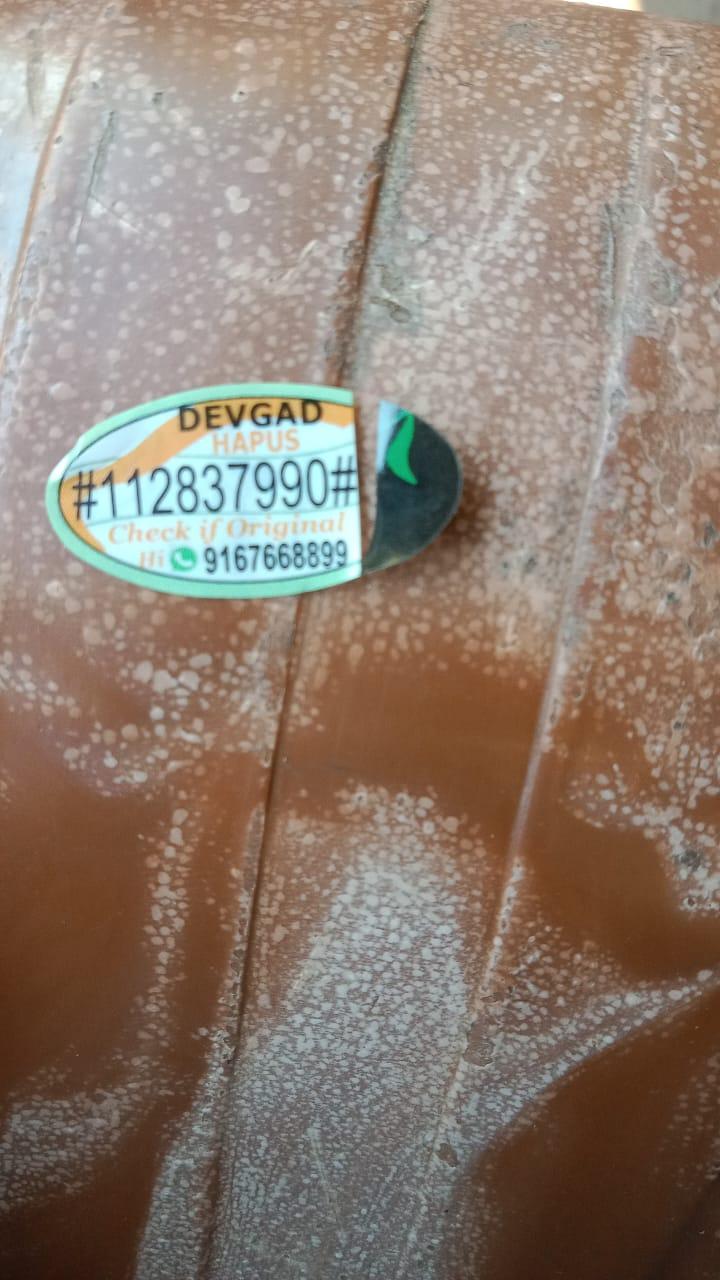 DEVGAD
HAPUS
#112837990#
Check if Original
Hi 9167668899